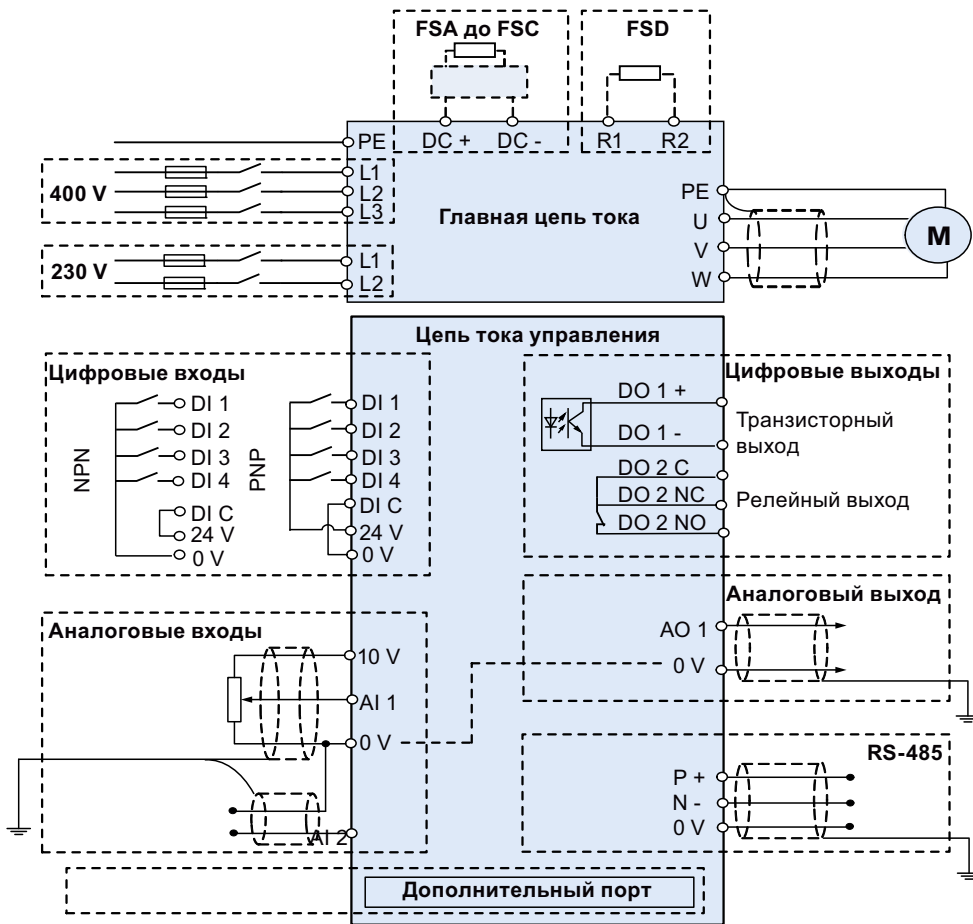 FSA до FSC
FSD
PE
DC +
DC -
R1
R2
400 V
L1
L2
L3
Главная цепь тока
PE
U
V
W
M
230 V
L1
L2
Цепь тока управления
Цифровые входы
NPN
DI 1
DI 2
DI 3
DI 4
DI C
24 V
0 V
PNP
DI 1
DI 2
DI 3
DI 4
DI C
24 V
0 V
Цифровые выходы
DO 1 +
DO 1 -
Транзисторный
выход
DO 2 C
DO 2 NC
DO 2 NO
Релейный выход
Аналоговые входы
10 V
AI 1
0 V
AI 2
Аналоговый выход
AO 1
0 V
RS-485
P +
N -
0 V
Дополнительный порт